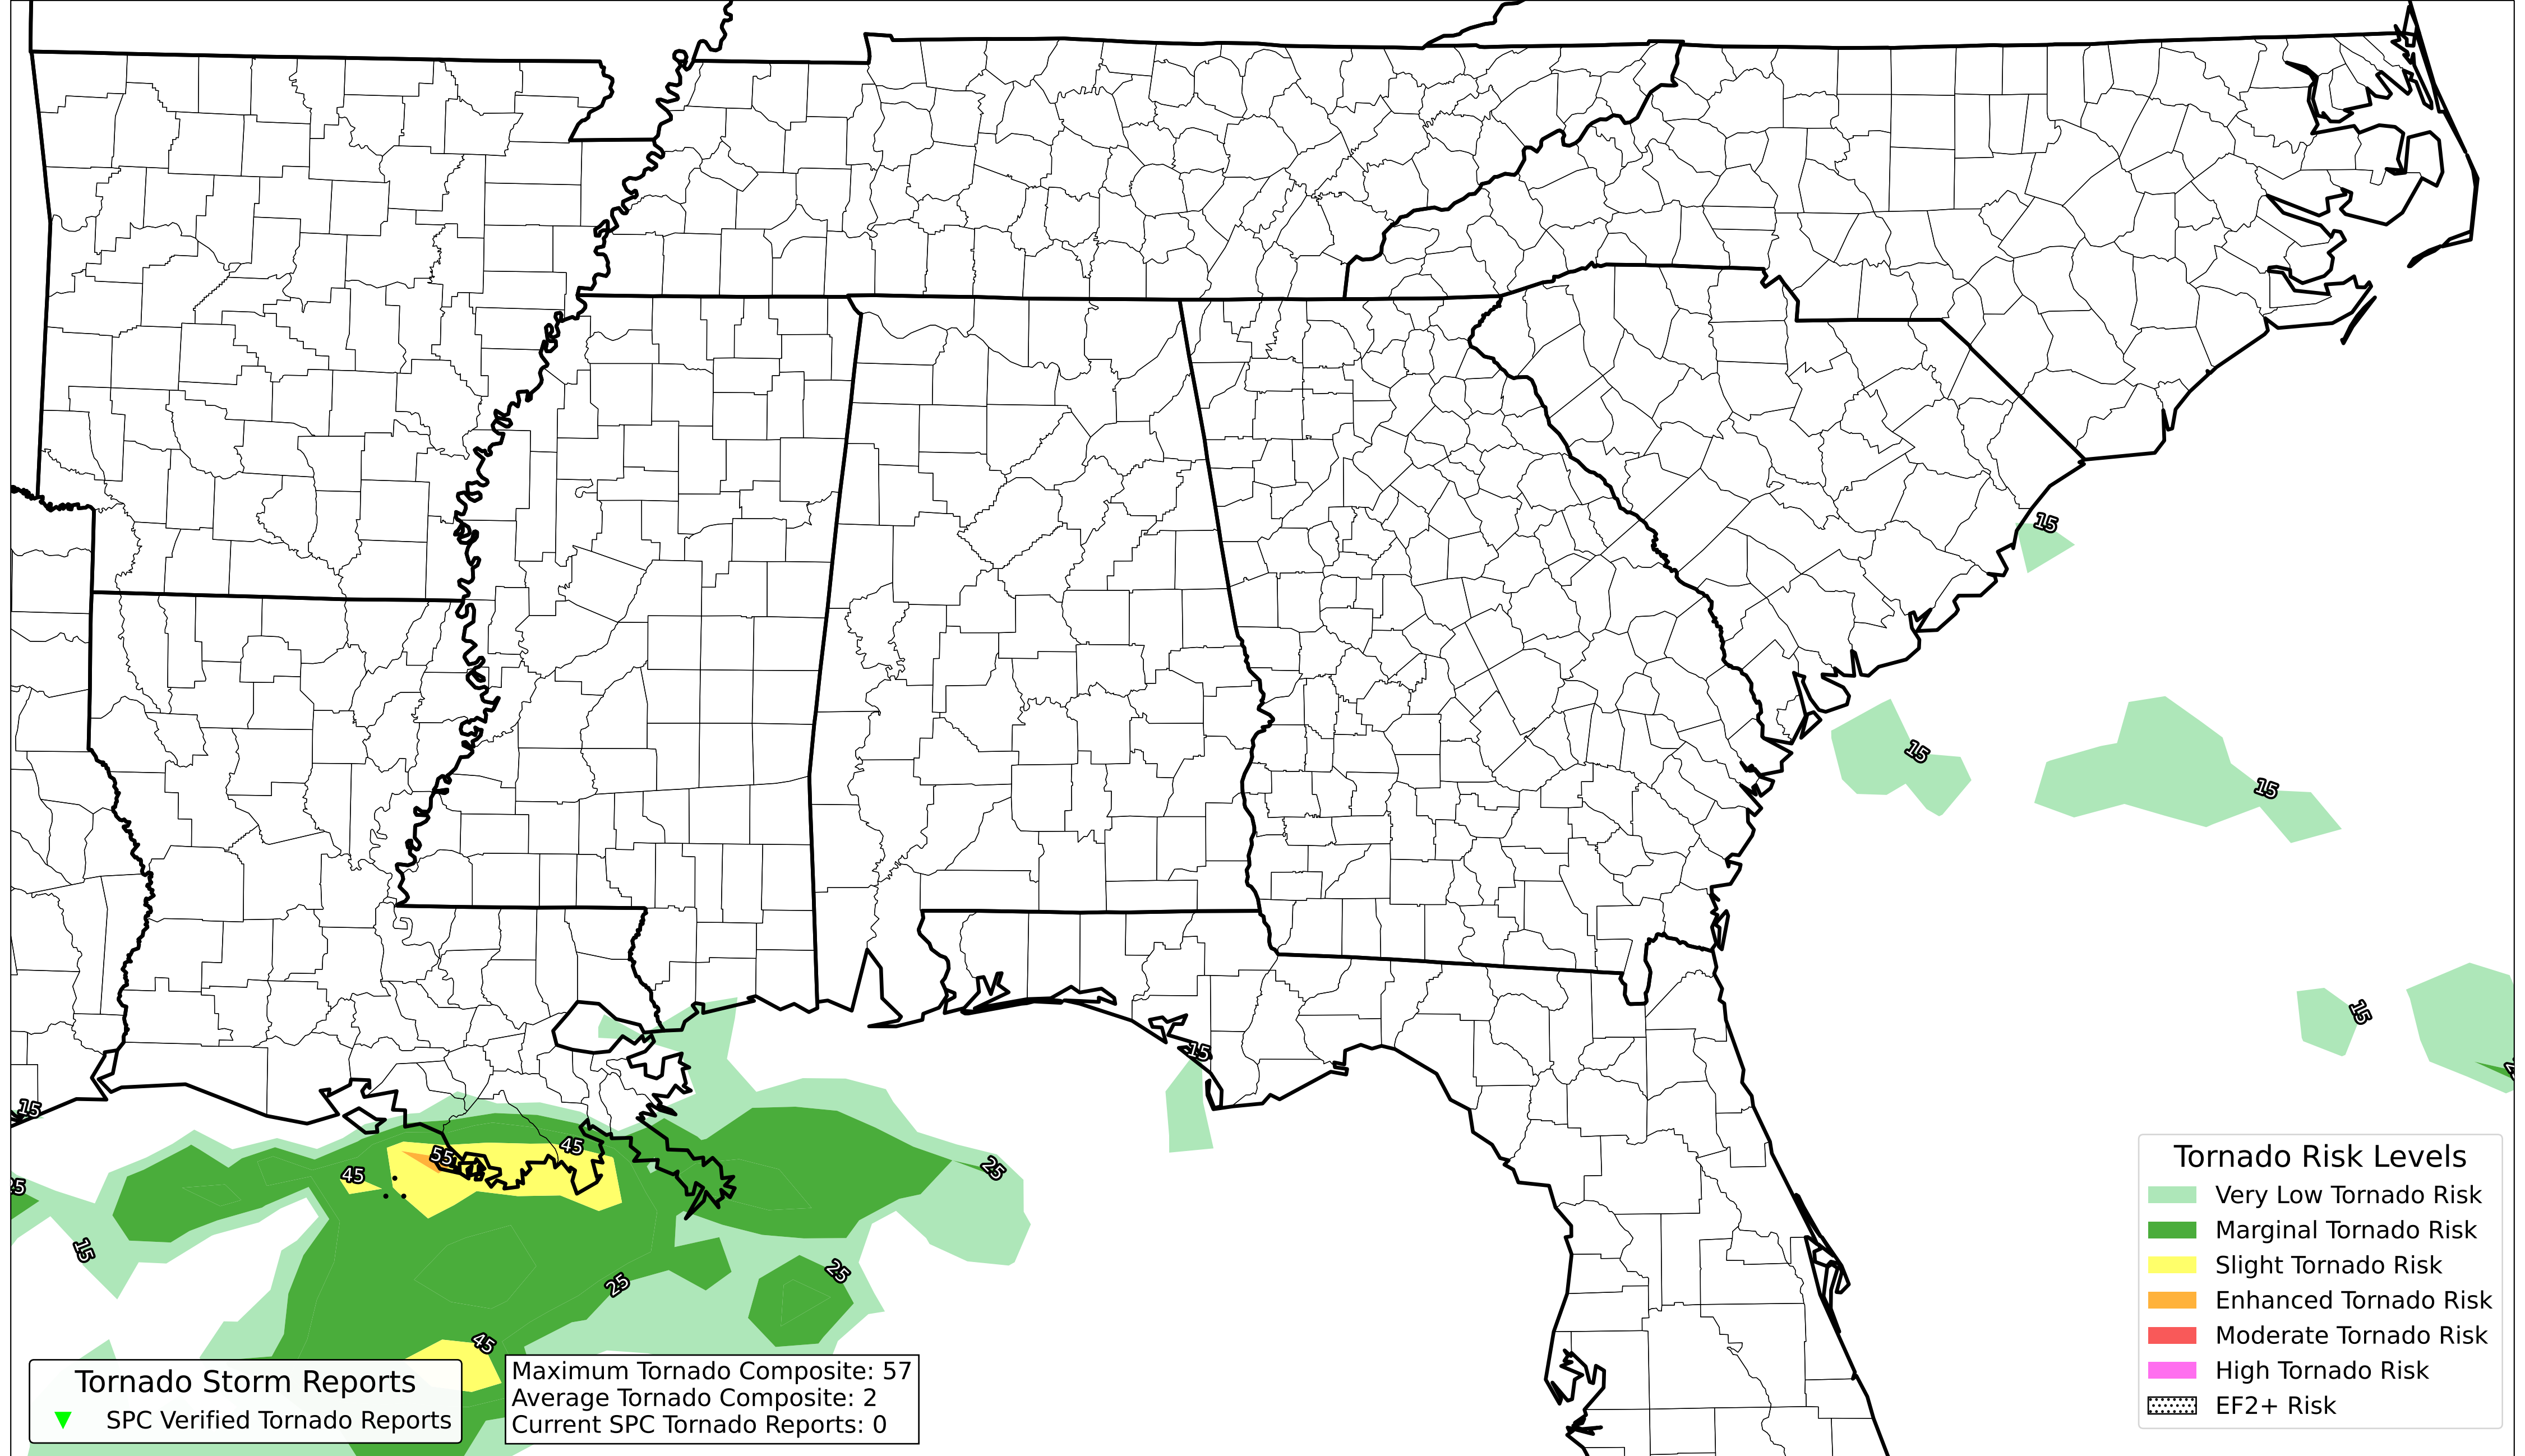 15
15
15
15
15
15
45
55
45
25
25
15
25
25
45
Tornado Risk Levels
Very Low Tornado Risk
Marginal Tornado Risk
Slight Tornado Risk
Enhanced Tornado Risk
Moderate Tornado Risk
High Tornado Risk
EF2+ Risk
Tornado Storm Reports
SPC Verified Tornado Reports
Maximum Tornado Composite: 57
Average Tornado Composite: 2
Current SPC Tornado Reports: 0